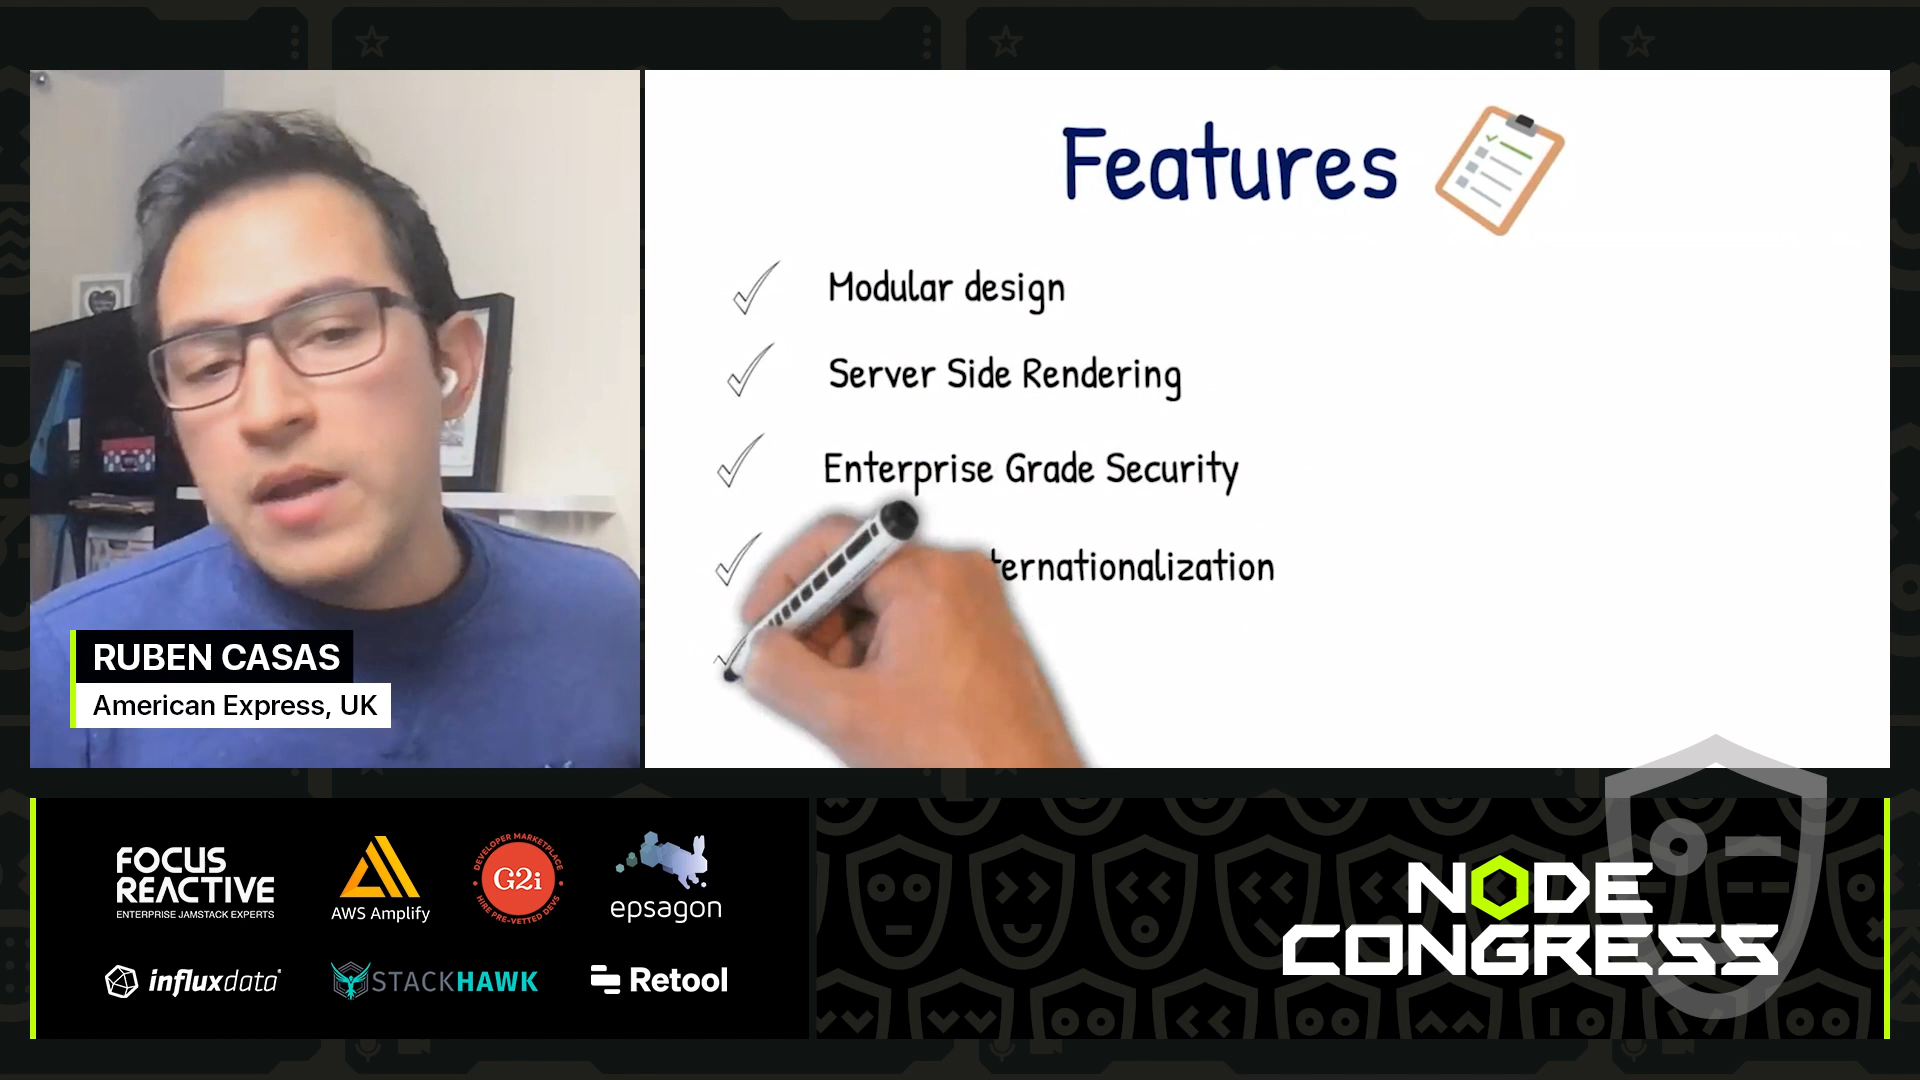 Features
Modular design
Server Side Rendering
Enterprise Grade Security
ternationalization
RUBEN CASAS
American Express, UK
FOCUS
REACTIVE
ENTERPRISE JAMSTACK EXPERTS
AWS Amplify
DEVELOPER MARKETPLACE
G2i
HIRE PRE-VETTED DEVS
epsagon
influxdata
STACKHAWK
Retool
NODE
CONGRESS